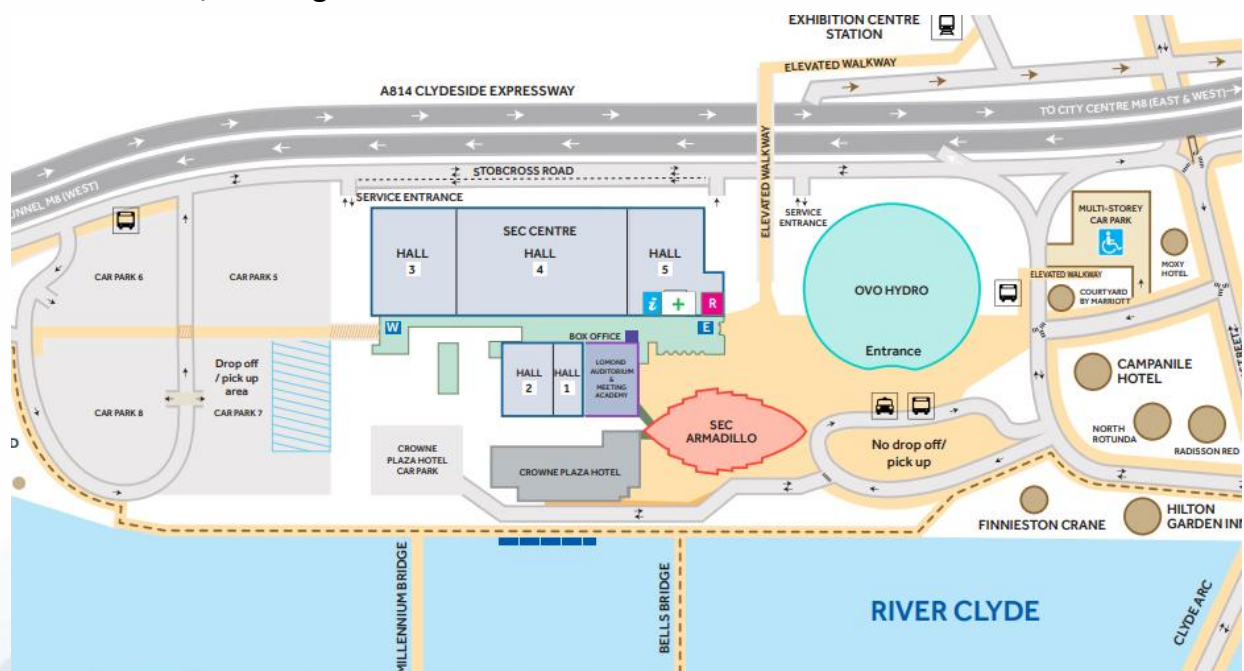 EXHIBITION CENTRE
STATION
ELEVATED WALKWAY
A814 CLYDESIDE EXPRESSWAY
TO CITY CENTRE M8 (EAST & WEST)
STOBCROSS ROAD
ELEVATED WALKWAY
M8 (WEST)
SERVICE ENTRANCE
SERVICE
ENTRANCE
MULTI-STOREY
CAR PARK
SEC CENTRE
HALL
3
HALL
4
HALL
5
MOXY
HOTEL
CAR PARK 6
CAR PARK 5
ELEVATED WALKWAY
OVO HYDRO
COURTYARD
BY MARRIOTT
i
R
W
E
BOX OFFICE
Entrance
Drop off
/ pick up
area
HALL
2
HALL
1
LOMOND
AUDITORIUM
&
MEETING
ACADEMY
CAMPANILE
HOTEL
CAR PARK 8
CAR PARK 7
SEC
ARMADILLO
NORTH
ROTUNDA
RADISSON RED
No drop off/
pick up
CROWNE
PLAZA HOTEL
CAR PARK
CROWNE PLAZA HOTEL
FINNIESTON CRANE
HILTON
GARDEN INN
MILLENNIUM BRIDGE
BELLS BRIDGE
RIVER CLYDE
CLYDE ARC